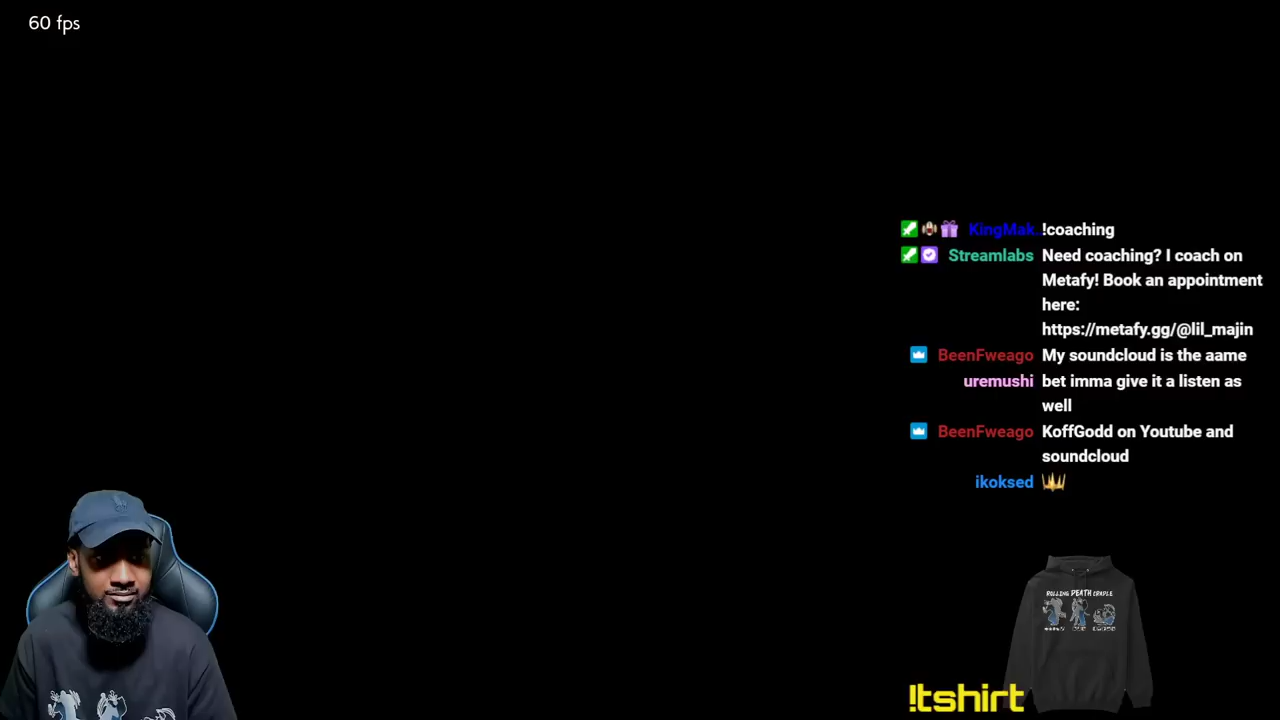 60 fps
KingMak... !coaching
Streamlabs Need coaching? I coach on
Metafy! Book an appointment
here:
https://metafy.gg/@lil_majin
BeenFweago My soundcloud is the aame
uremushi bet imma give it a listen as
well
BeenFweago KoffGodd on Youtube and
soundcloud
ikoksed
ROLLING DEATH CRADLE
!tshirt